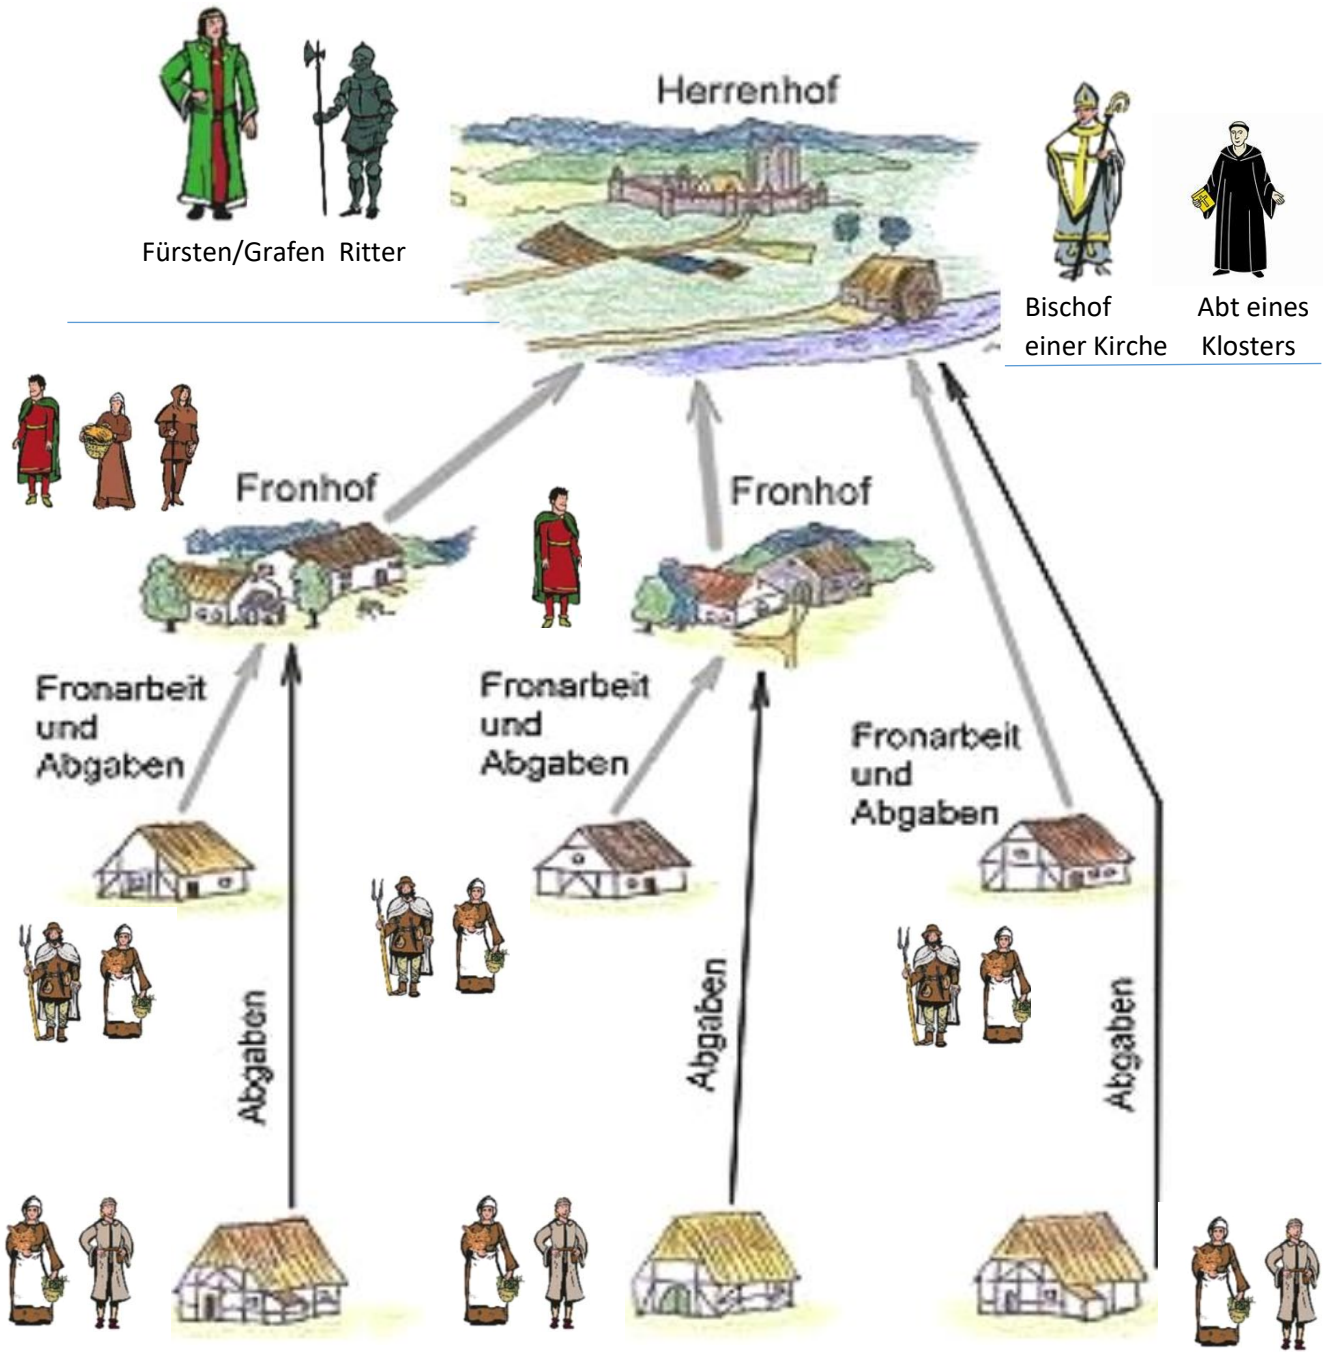 Herrenhof
Fürsten/Grafen Ritter
Bischof
einer Kirche
Abt eines
Klosters
Fronhof
Fronhof
Fronarbeit
und
Abgaben
Fronarbeit
und
Abgaben
Fronarbeit
und
Abgaben
Abgaben
Abgaben
Abgaben